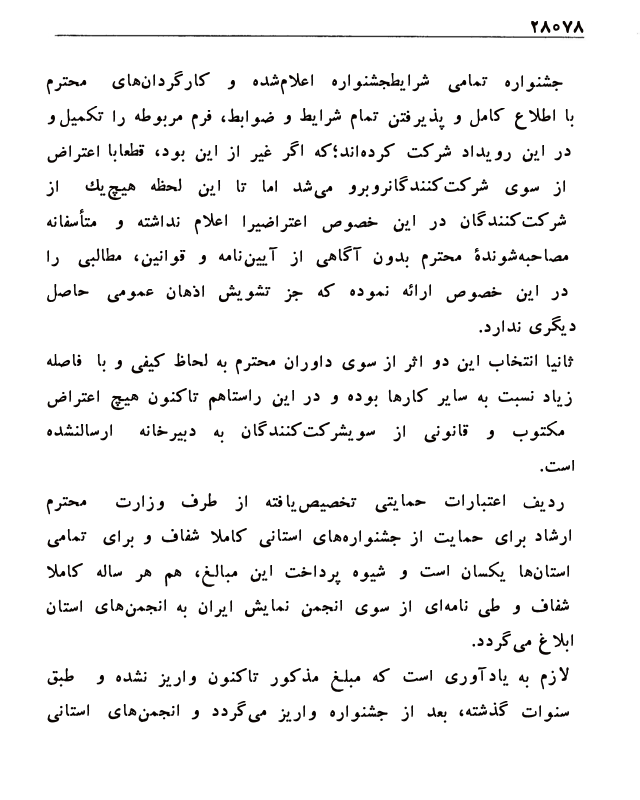 ۲۸۰۷۸
جشنواره تمامی شرایطجشنواره اعلام‌شده و کارگردان‌های محترم
با اطلاع کامل و پذیرفتن تمام شرایط و ضوابط، فرم مربوطه را تکمیل و
در این رویداد شرکت کرده‌اند؛که اگر غیر از این بود، قطعابا اعتراض
از سوی شرکت‌کنندگانروبرو می‌شد اما تا این لحظه هیچ‌یك از
شرکت‌کنندگان در این خصوص اعتراضیرا اعلام نداشته و متأسفانه
مصاحبه‌شوندهٔ محترم بدون آگاهی از آیین‌نامه و قوانین، مطالبی را
در این خصوص ارائه نموده که جز تشویش اذهان عمومی حاصل
دیگری ندارد.
ثانیا انتخاب این دو اثر از سوی داوران محترم به لحاظ کیفی و با فاصله
زیاد نسبت به سایر کارها بوده و در این راستاهم تاکنون هیچ اعتراض
مکتوب و قانونی از سویشرکت‌کنندگان به دبیرخانه ارسالنشده
است.
ردیف اعتبارات حمایتی تخصیص‌یافته از طرف وزارت محترم
ارشاد برای حمایت از جشنواره‌های استانی کاملا شفاف و برای تمامی
استان‌ها یکسان است و شیوه پرداخت این مبالغ، هم هر ساله کاملا
شفاف و طی نامه‌ای از سوی انجمن نمایش ایران به انجمن‌های استان
ابلاغ می‌گردد.
لازم به یادآوری است که مبلغ مذکور تاکنون واریز نشده و طبق
سنوات گذشته، بعد از جشنواره واریز می‌گردد و انجمن‌های استانی